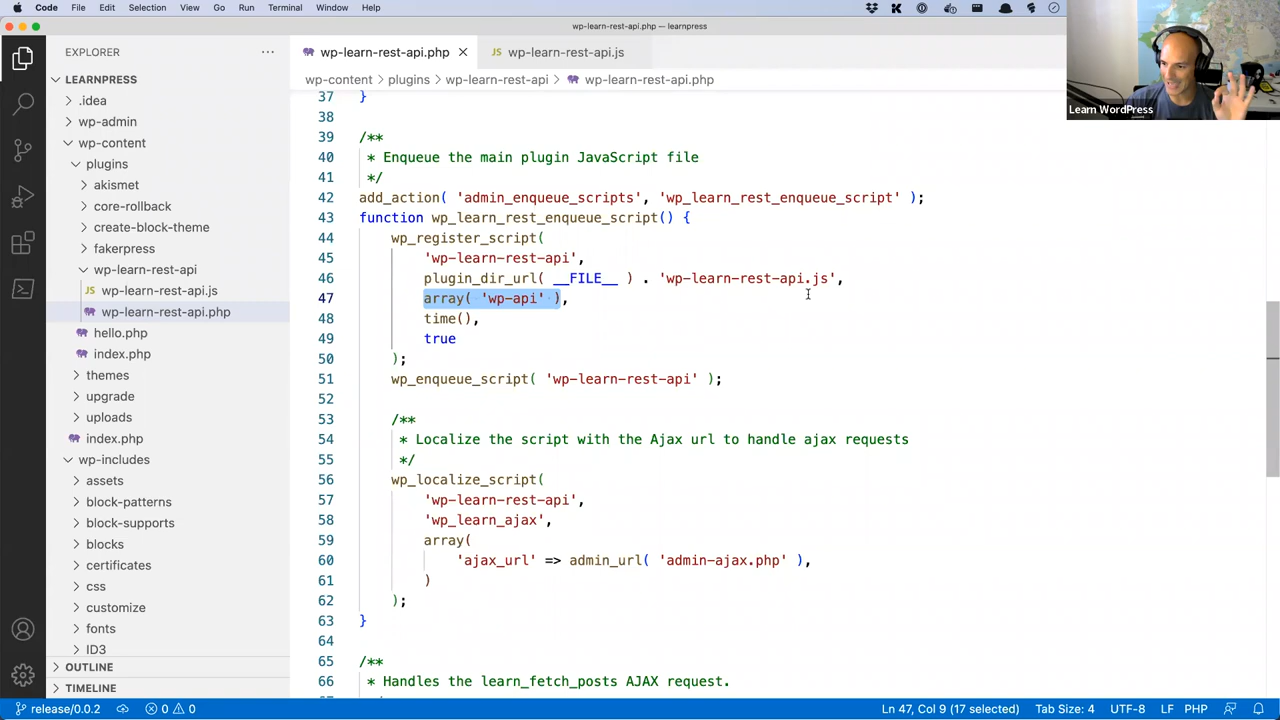 Code File Edit Selection View Go Run Terminal Window Help
wp-learn-rest-api.php — learnpress
EXPLORER
LEARNPRESS
.idea
wp-admin
wp-content
plugins
akismet
core-rollback
create-block-theme
fakerpress
wp-learn-rest-api
JS wp-learn-rest-api.js
wp-learn-rest-api.php
hello.php
index.php
themes
upgrade
uploads
index.php
wp-includes
assets
block-patterns
block-supports
blocks
certificates
css
customize
fonts
ID3
OUTLINE
TIMELINE
wp-learn-rest-api.php JS wp-learn-rest-api.js
wp-content > plugins > wp-learn-rest-api > wp-learn-rest-api.php
37 }
38
39 /**
40 * Enqueue the main plugin JavaScript file
41 */
42 add_action( 'admin_enqueue_scripts', 'wp_learn_rest_enqueue_script' );
43 function wp_learn_rest_enqueue_script() {
44 wp_register_script(
45 'wp-learn-rest-api',
46 plugin_dir_url( __FILE__ ) . 'wp-learn-rest-api.js',
47 array( 'wp-api' ),
48 time(),
49 true
50 );
51 wp_enqueue_script( 'wp-learn-rest-api' );
52
53 /**
54 * Localize the script with the Ajax url to handle ajax requests
55 */
56 wp_localize_script(
57 'wp-learn-rest-api',
58 'wp_learn_ajax',
59 array(
60 'ajax_url' => admin_url( 'admin-ajax.php' ),
61 )
62 );
63 }
64
65 /**
66 * Handles the learn_fetch_posts AJAX request.
Learn WordPress
release/0.0.2 0 0 Ln 47, Col 9 (17 selected) Tab Size: 4 UTF-8 LF PHP